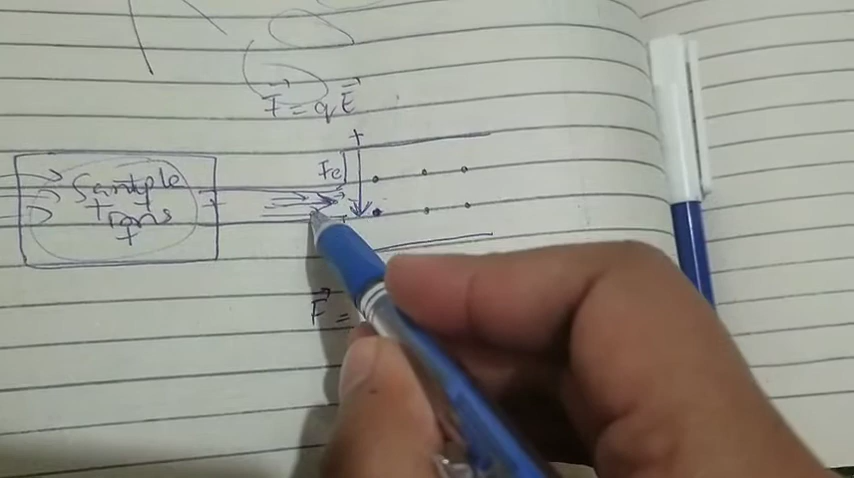 F = qE
+
Fe
Sample
+ Ions +
+
F =